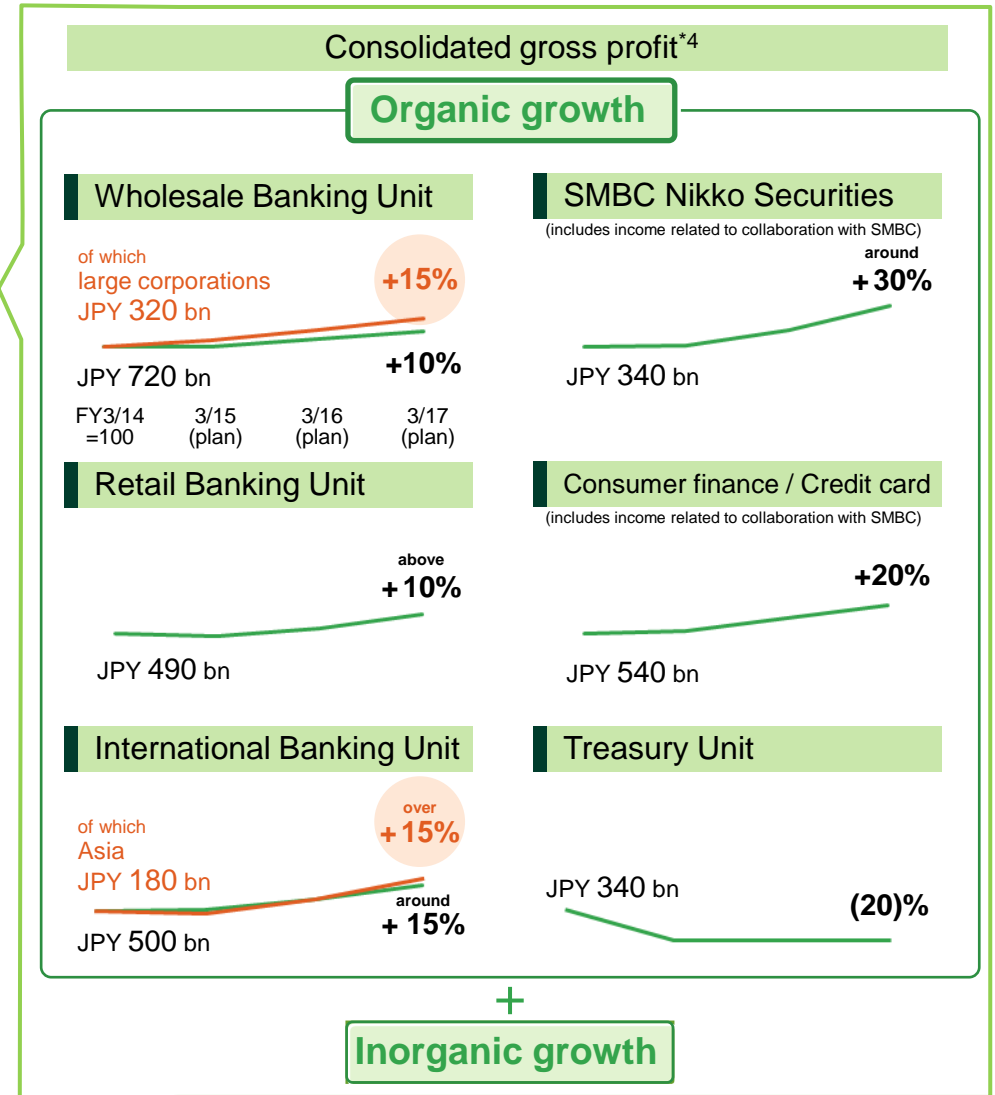 Consolidated gross profit*4
Organic growth
Wholesale Banking Unit
of which
large corporations
JPY 320 bn
+15%
JPY 720 bn
+10%
FY3/14
=100
3/15
(plan)
3/16
(plan)
3/17
(plan)
SMBC Nikko Securities
(includes income related to collaboration with SMBC)
around
+30%
JPY 340 bn
Retail Banking Unit
above
+10%
JPY 490 bn
Consumer finance / Credit card
(includes income related to collaboration with SMBC)
+20%
JPY 540 bn
International Banking Unit
of which
Asia
JPY 180 bn
over
+15%
JPY 500 bn
around
+ 15%
Treasury Unit
JPY 340 bn
(20)%
+
Inorganic growth